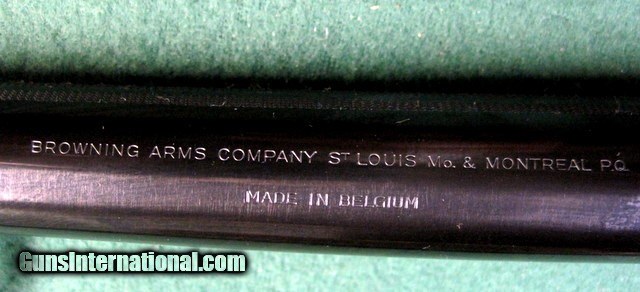 BROWNING ARMS COMPANY ST LOUIS Mo. & MONTREAL P.Q.
MADE IN BELGIUM
GunsInternational.com